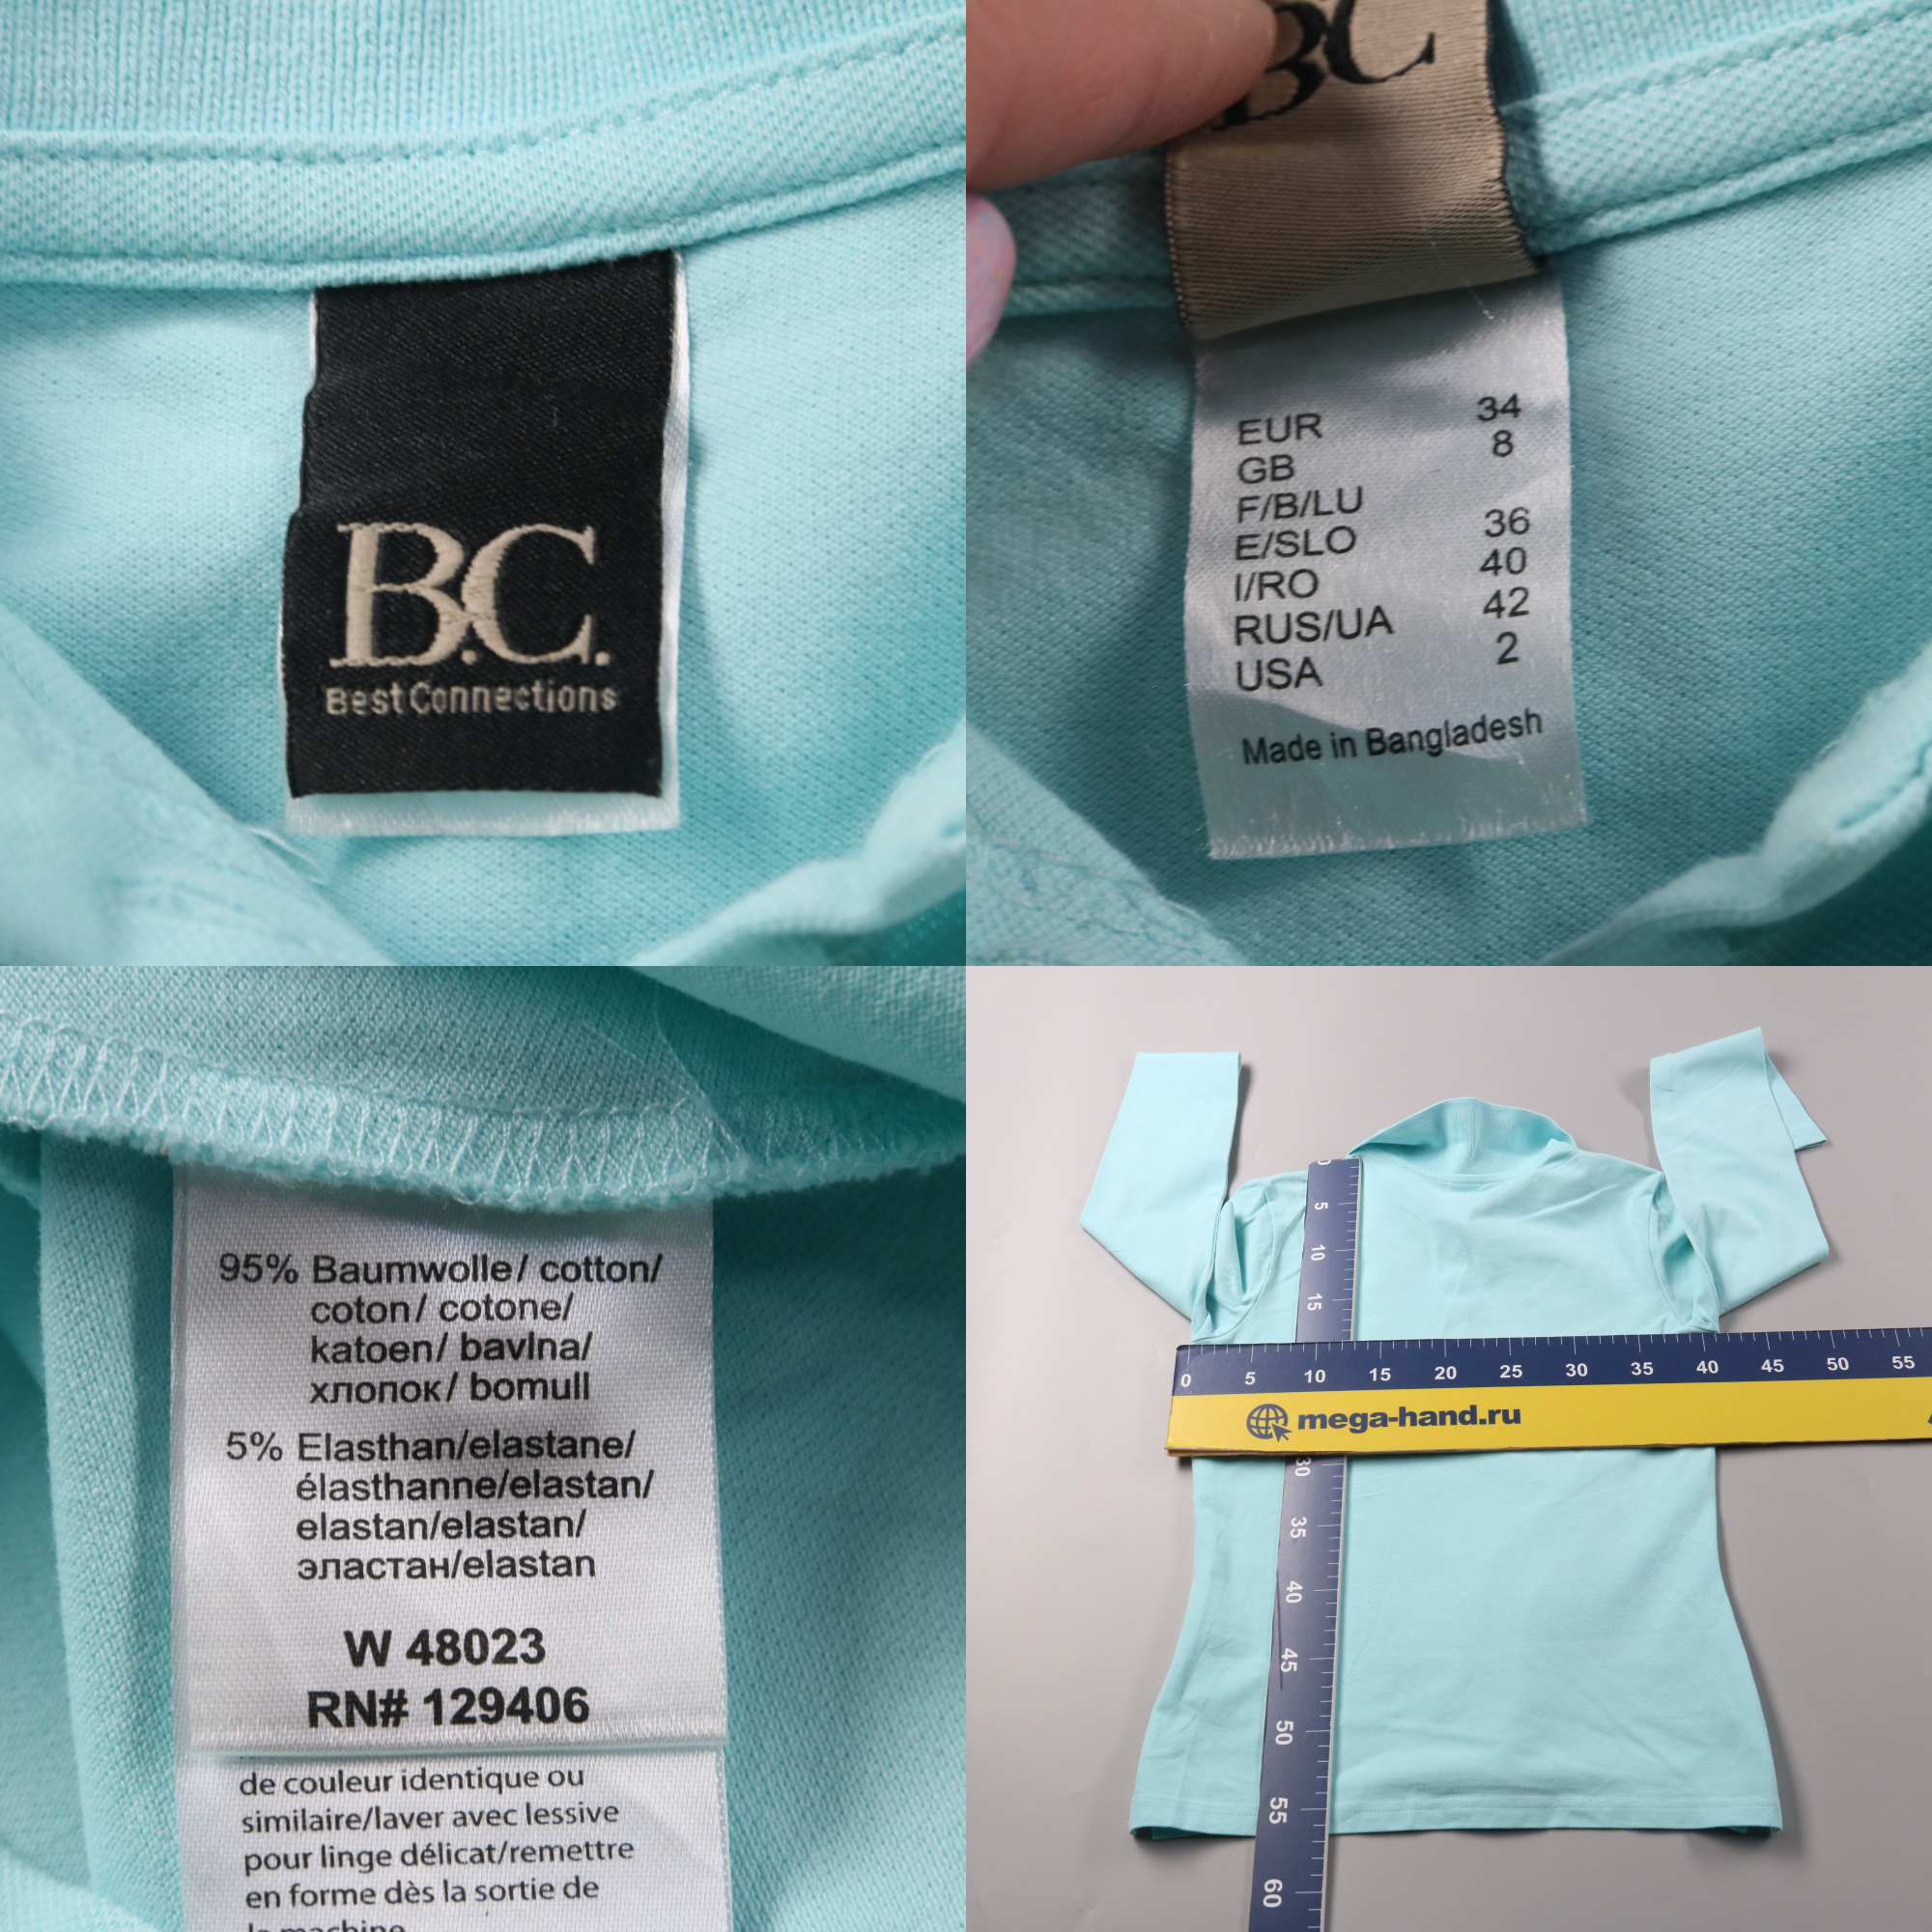 B.C.
Best Connections
B.C
EUR 34
GB 8
F/B/LU
E/SLO 36
I/RO 40
RUS/UA 42
USA 2
Made in Bangladesh
95% Baumwolle/ cotton/
coton/ cotone/
katoen/ bavlna/
хлопок/ bomull
5% Elasthan/elastane/
élasthanne/elastan/
elastan/elastan/
эластан/elastan
W 48023
RN# 129406
de couleur identique ou
similaire/laver avec lessive
pour linge délicat/remettre
en forme dès la sortie de
la machine
0
5
10
15
0 5 10 15 20 25 30 35 40 45 50 55
mega-hand.ru
30
35
40
45
50
55
60